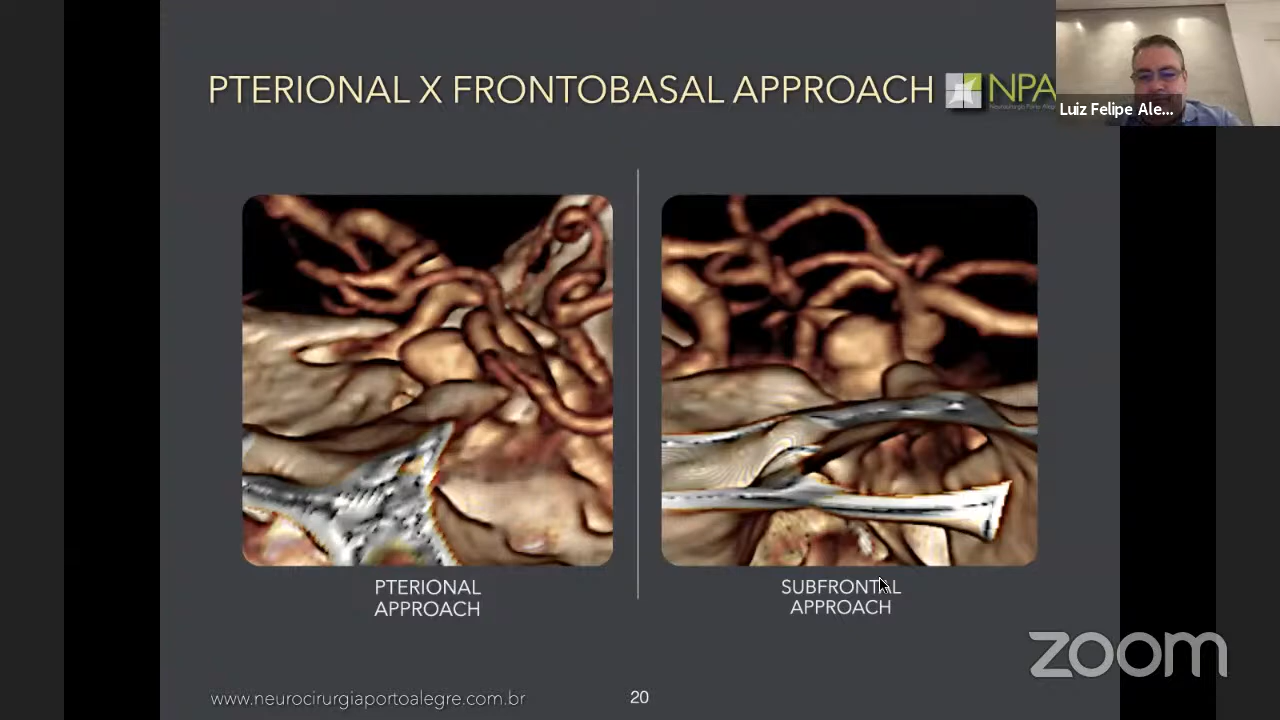 PTERIONAL X FRONTOBASAL APPROACH
NPA
Luiz Felipe Ale...
PTERIONAL
APPROACH
SUBFRONTAL
APPROACH
zoom
www.neurocirurgiaportoalegre.com.br
20